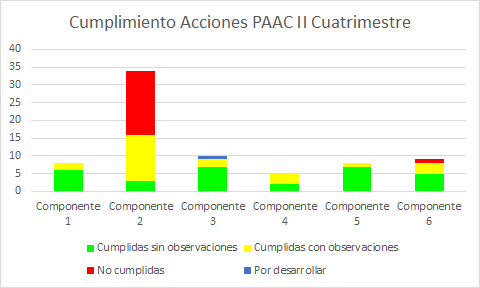 Cumplimiento Acciones PAAC II Cuatrimestre
40
35
30
25
20
15
10
5
0
Componente 1
Componente 2
Componente 3
Componente 4
Componente 5
Componente 6
Cumplidas sin observaciones
Cumplidas con observaciones
No cumplidas
Por desarrollar